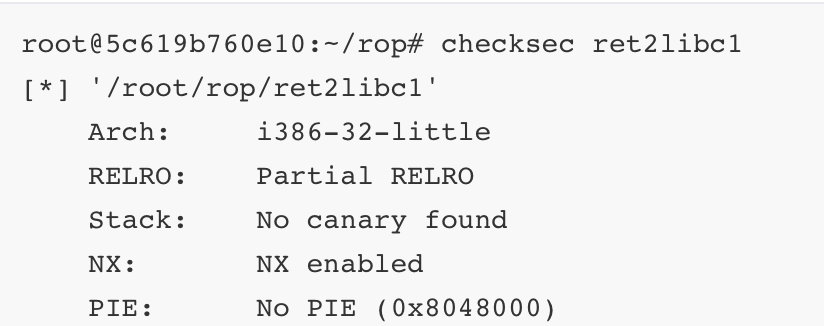 root@5c619b760e10:~/rop# checksec ret2libc1
[*] '/root/rop/ret2libc1'
    Arch:     i386-32-little
    RELRO:    Partial RELRO
    Stack:    No canary found
    NX:       NX enabled
    PIE:      No PIE (0x8048000)